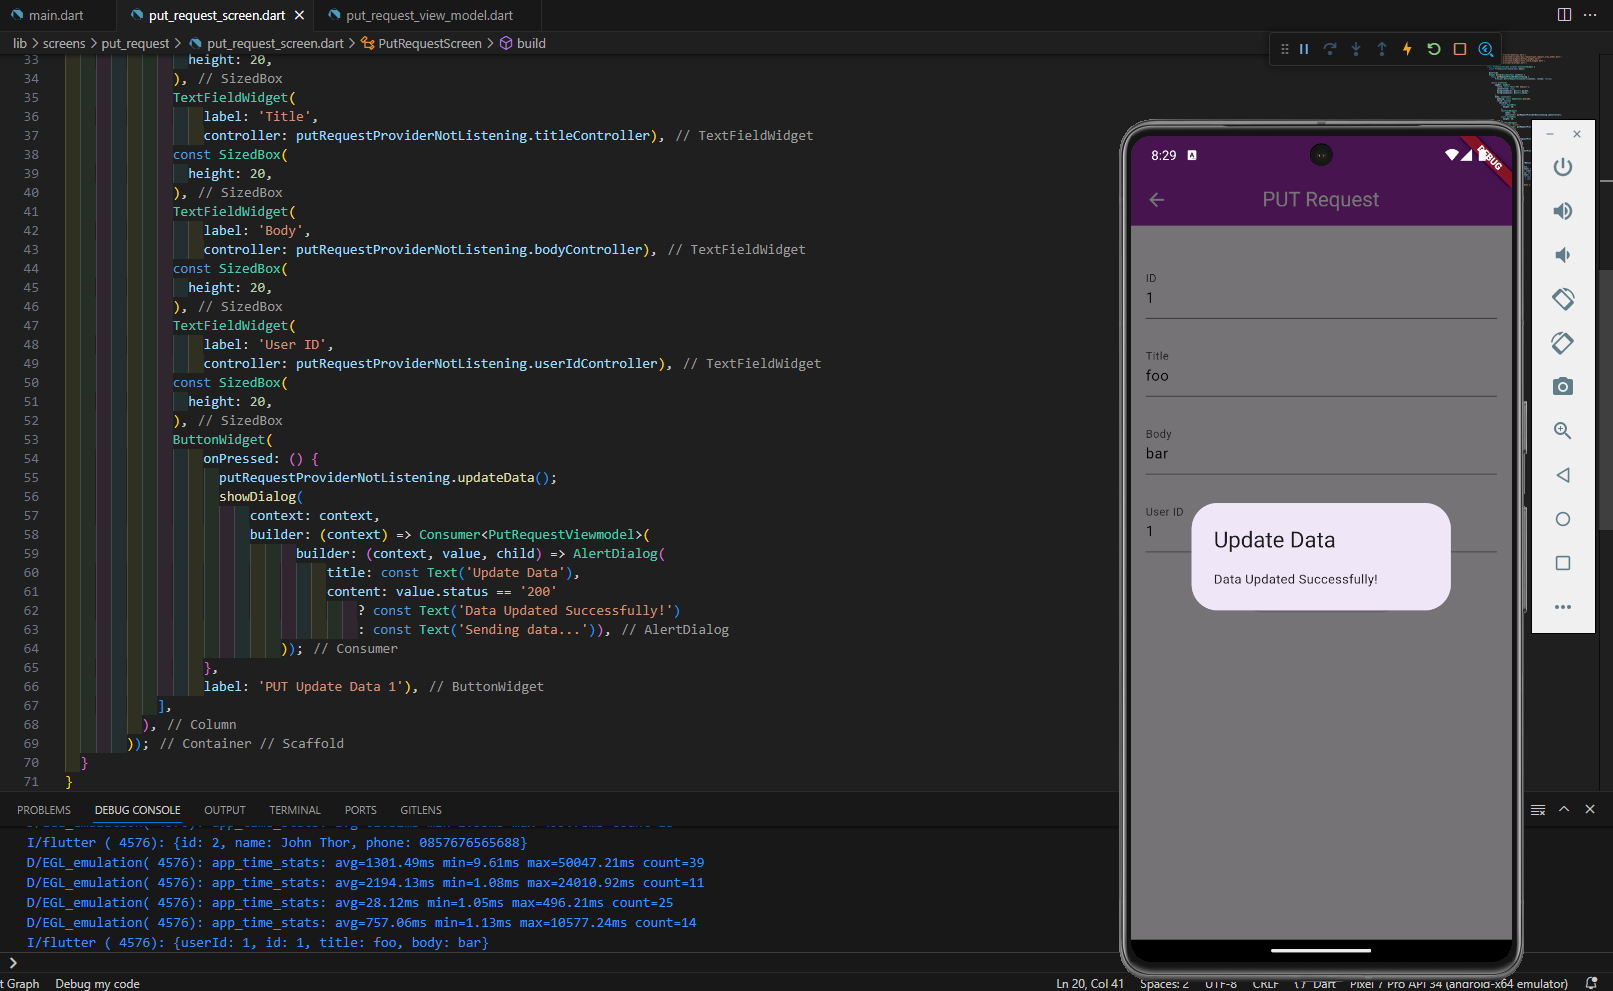 main.dart
put_request_screen.dart
put_request_view_model.dart
lib > screens > put_request > put_request_screen.dart > PutRequestScreen > build
33 height: 20,
34 ), // SizedBox
35 TextFieldWidget(
36 label: 'Title',
37 controller: putRequestProviderNotListening.titleController), // TextFieldWidget
38 const SizedBox(
39 height: 20,
40 ), // SizedBox
41 TextFieldWidget(
42 label: 'Body',
43 controller: putRequestProviderNotListening.bodyController), // TextFieldWidget
44 const SizedBox(
45 height: 20,
46 ), // SizedBox
47 TextFieldWidget(
48 label: 'User ID',
49 controller: putRequestProviderNotListening.userIdController), // TextFieldWidget
50 const SizedBox(
51 height: 20,
52 ), // SizedBox
53 ButtonWidget(
54 onPressed: () {
55 putRequestProviderNotListening.updateData();
56 showDialog(
57 context: context,
58 builder: (context) => Consumer<PutRequestViewmodel>(
59 builder: (context, value, child) => AlertDialog(
60 title: const Text('Update Data'),
61 content: value.status == '200'
62 ? const Text('Data Updated Successfully!')
63 : const Text('Sending data...')), // AlertDialog
64 )); // Consumer
65 },
66 label: 'PUT Update Data 1'), // ButtonWidget
67 ],
68 ), // Column
69 )); // Container // Scaffold
70 }
71 }
8:29
DEBUG
PUT Request
ID
1
Title
foo
Body
bar
User ID
1
Update Data
Data Updated Successfully!
PROBLEMS DEBUG CONSOLE OUTPUT TERMINAL PORTS GITLENS
I/flutter ( 4576): {id: 2, name: John Thor, phone: 0857676565688}
D/EGL_emulation( 4576): app_time_stats: avg=1301.49ms min=9.61ms max=50047.21ms count=39
D/EGL_emulation( 4576): app_time_stats: avg=2194.13ms min=1.08ms max=24010.92ms count=11
D/EGL_emulation( 4576): app_time_stats: avg=28.12ms min=1.05ms max=496.21ms count=25
D/EGL_emulation( 4576): app_time_stats: avg=757.06ms min=1.13ms max=10577.24ms count=14
I/flutter ( 4576): {userId: 1, id: 1, title: foo, body: bar}
>
t Graph Debug my code Ln 20, Col 41 Spaces: 2 UTF-8 CRLF {} Dart Pixel 7 Pro API 34 (android-x64 emulator)